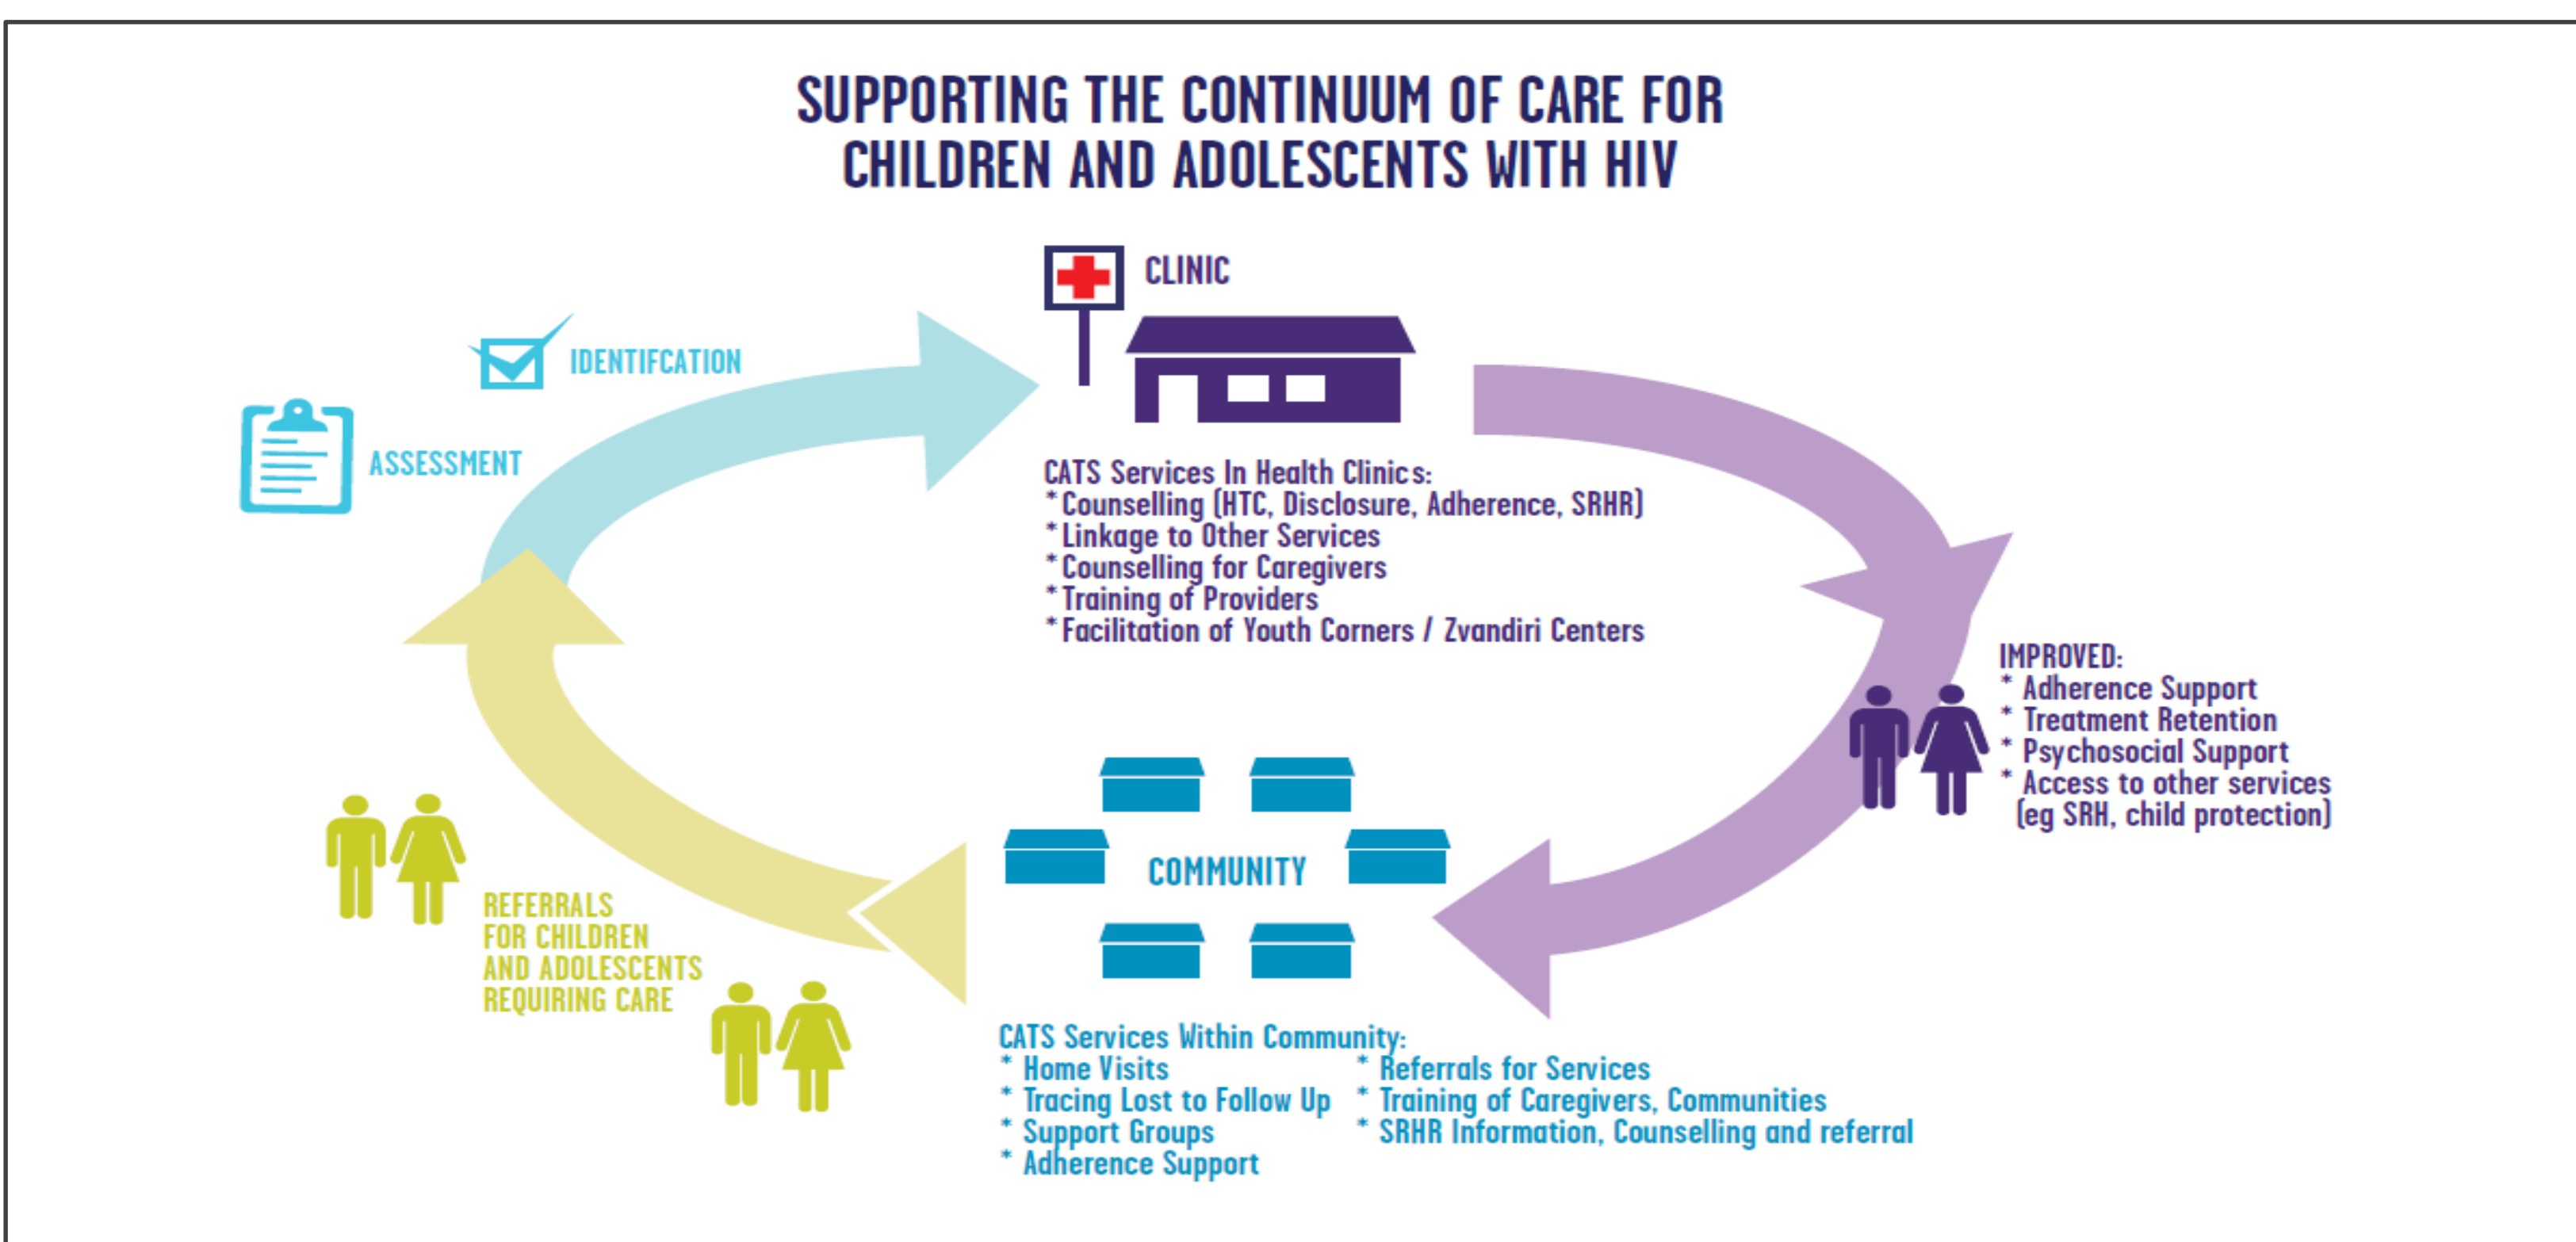 SUPPORTING THE CONTINUUM OF CARE FOR
CHILDREN AND ADOLESCENTS WITH HIV
CLINIC
IDENTIFCATION
ASSESSMENT
CATS Services In Health Clinics:
* Counselling (HTC, Disclosure, Adherence, SRHR)
* Linkage to Other Services
* Counselling for Caregivers
* Training of Providers
* Facilitation of Youth Corners / Zvandiri Centers
IMPROVED:
* Adherence Support
* Treatment Retention
* Psychosocial Support
* Access to other services
(eg SRH, child protection)
COMMUNITY
REFERRALS
FOR CHILDREN
AND ADOLESCENTS
REQUIRING CARE
CATS Services Within Community:
* Home Visits
* Tracing Lost to Follow Up
* Support Groups
* Adherence Support
* Referrals for Services
* Training of Caregivers, Communities
* SRHR Information, Counselling and referral